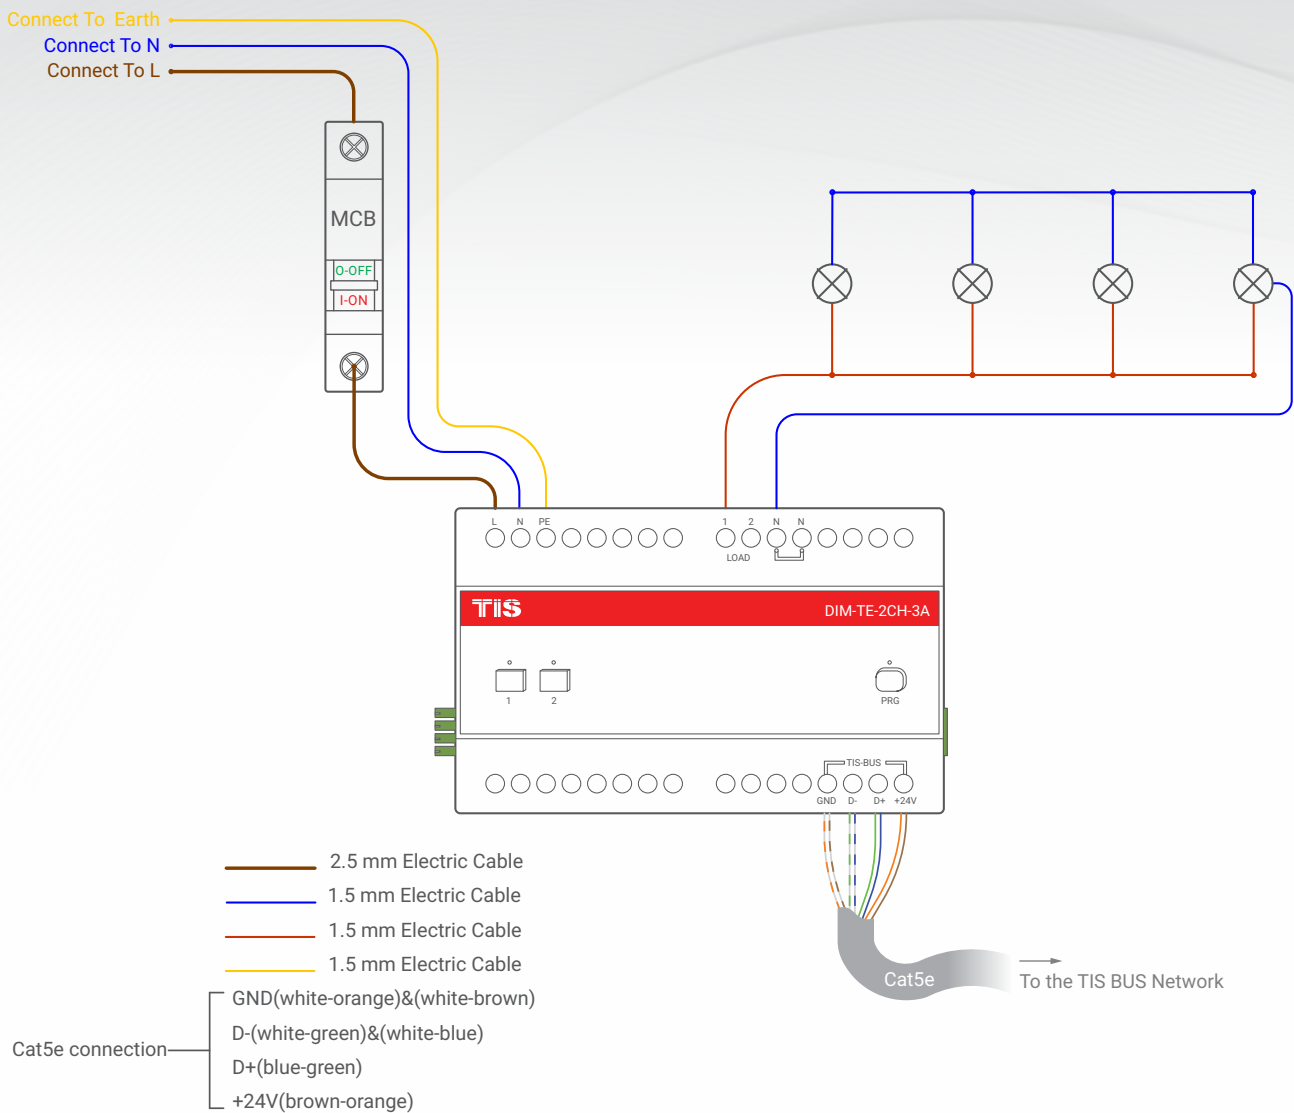 Connect To Earth
Connect To N
Connect To L
MCB
O-OFF
I-ON
L N PE 1 2 N N
LOAD
TIS DIM-TE-2CH-3A
1 2 PRG
TIS-BUS
GND D- D+ +24V
2.5 mm Electric Cable
1.5 mm Electric Cable
1.5 mm Electric Cable
1.5 mm Electric Cable
Cat5e
To the TIS BUS Network
Cat5e connection
GND(white-orange)&(white-brown)
D-(white-green)&(white-blue)
D+(blue-green)
+24V(brown-orange)